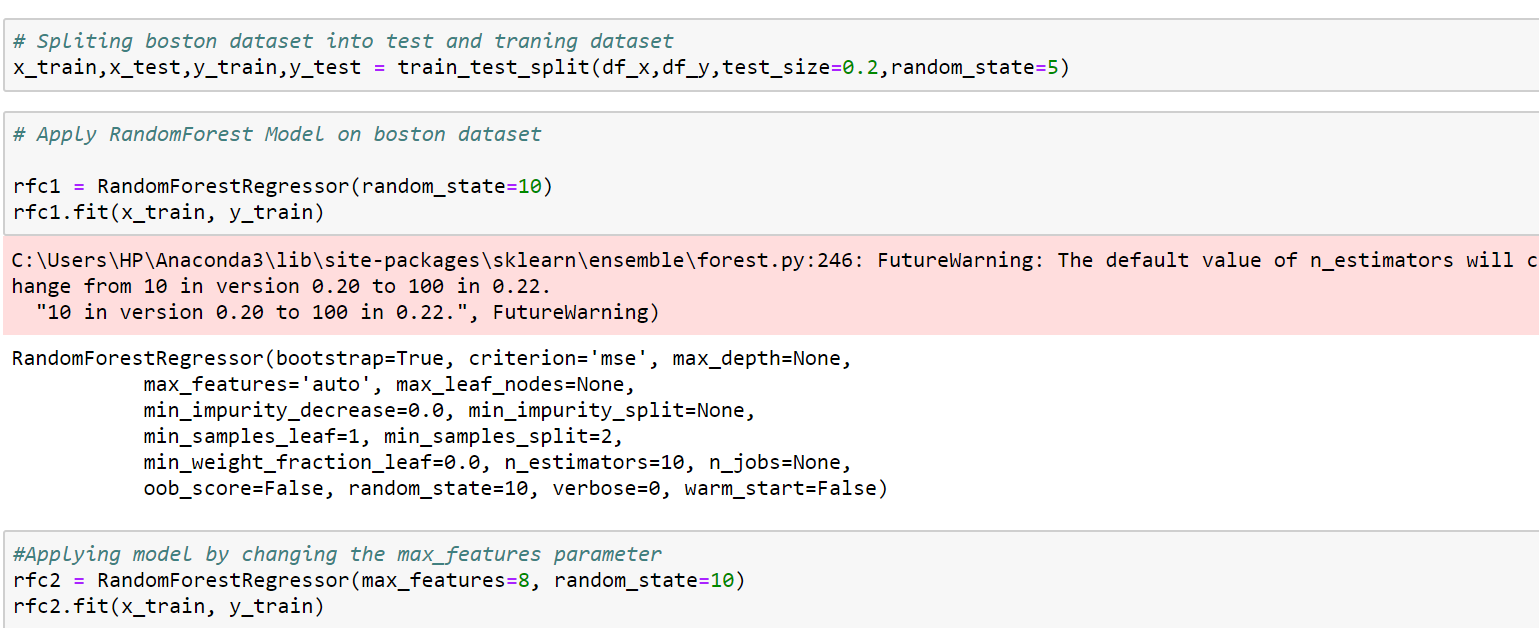 # Spliting boston dataset into test and traning dataset
x_train,x_test,y_train,y_test = train_test_split(df_x,df_y,test_size=0.2,random_state=5)
# Apply RandomForest Model on boston dataset
rfc1 = RandomForestRegressor(random_state=10)
rfc1.fit(x_train, y_train)
C:\Users\HP\Anaconda3\lib\site-packages\sklearn\ensemble\forest.py:246: FutureWarning: The default value of n_estimators will c
hange from 10 in version 0.20 to 100 in 0.22.
  "10 in version 0.20 to 100 in 0.22.", FutureWarning)
RandomForestRegressor(bootstrap=True, criterion='mse', max_depth=None,
           max_features='auto', max_leaf_nodes=None,
           min_impurity_decrease=0.0, min_impurity_split=None,
           min_samples_leaf=1, min_samples_split=2,
           min_weight_fraction_leaf=0.0, n_estimators=10, n_jobs=None,
           oob_score=False, random_state=10, verbose=0, warm_start=False)
#Applying model by changing the max_features parameter
rfc2 = RandomForestRegressor(max_features=8, random_state=10)
rfc2.fit(x_train, y_train)